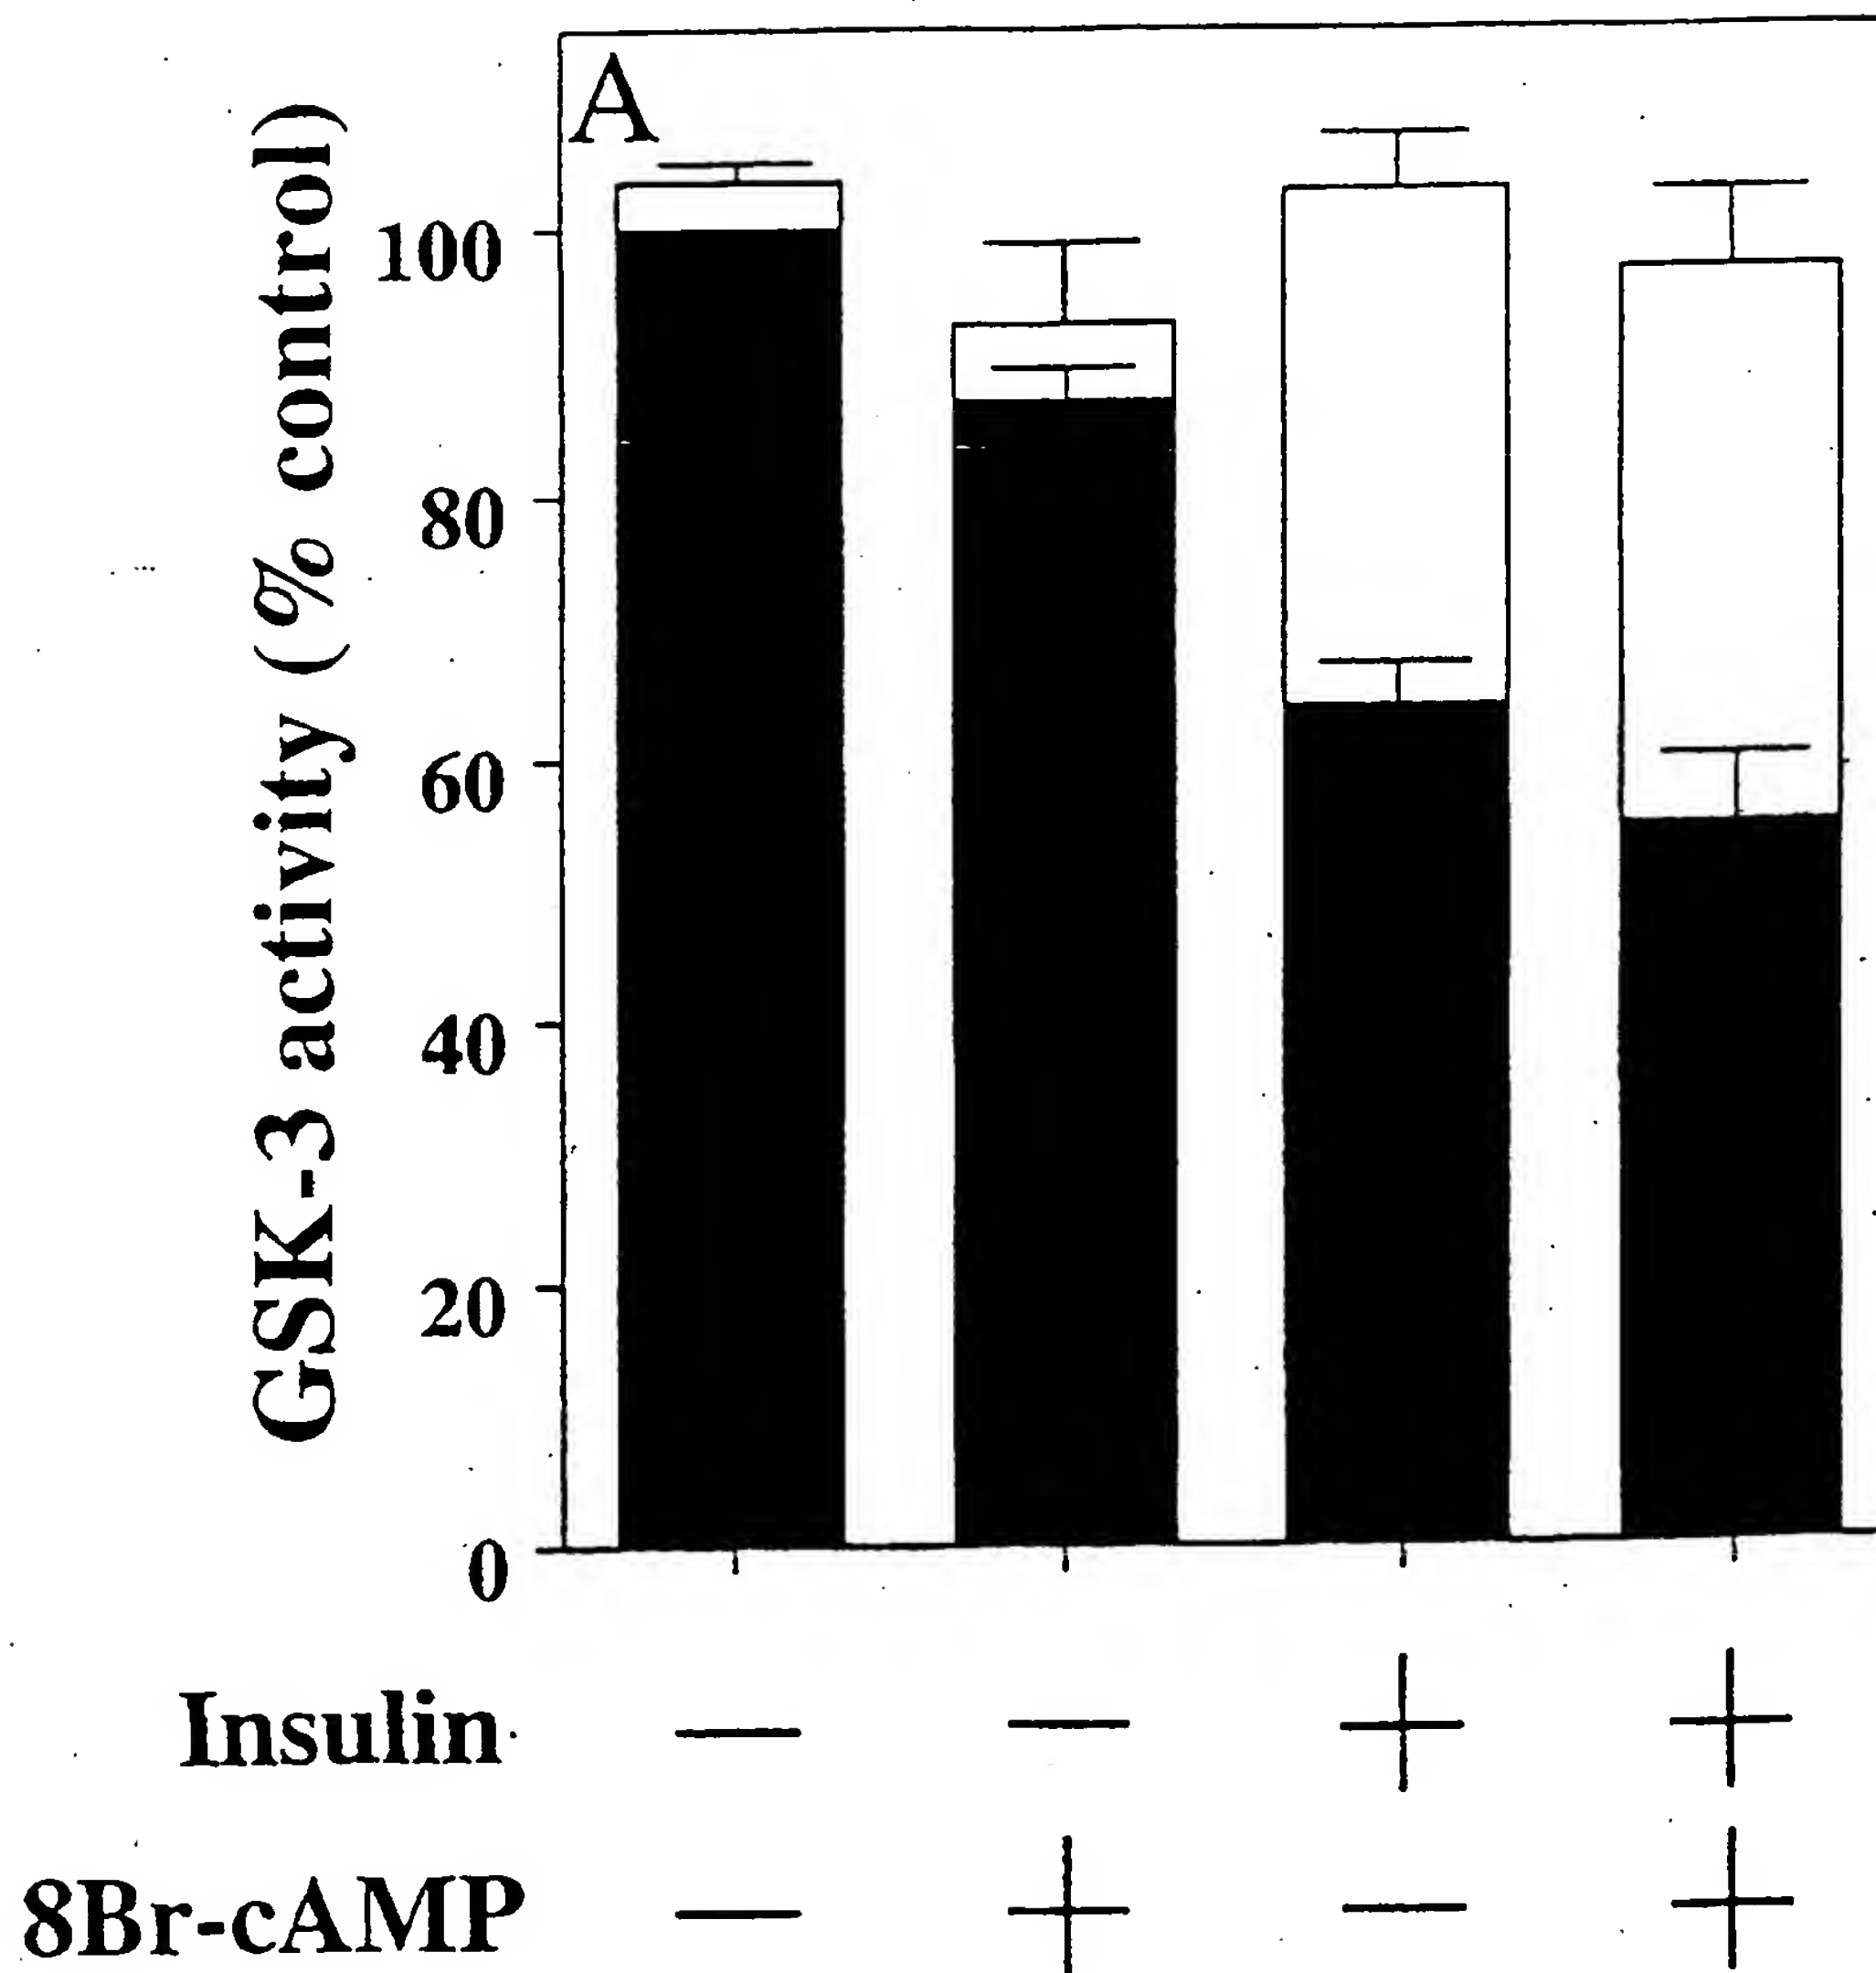 A
GSK-3 activity (% control)
100
80
60
40
20
0
Insulin — — + +
8Br-cAMP — + — +